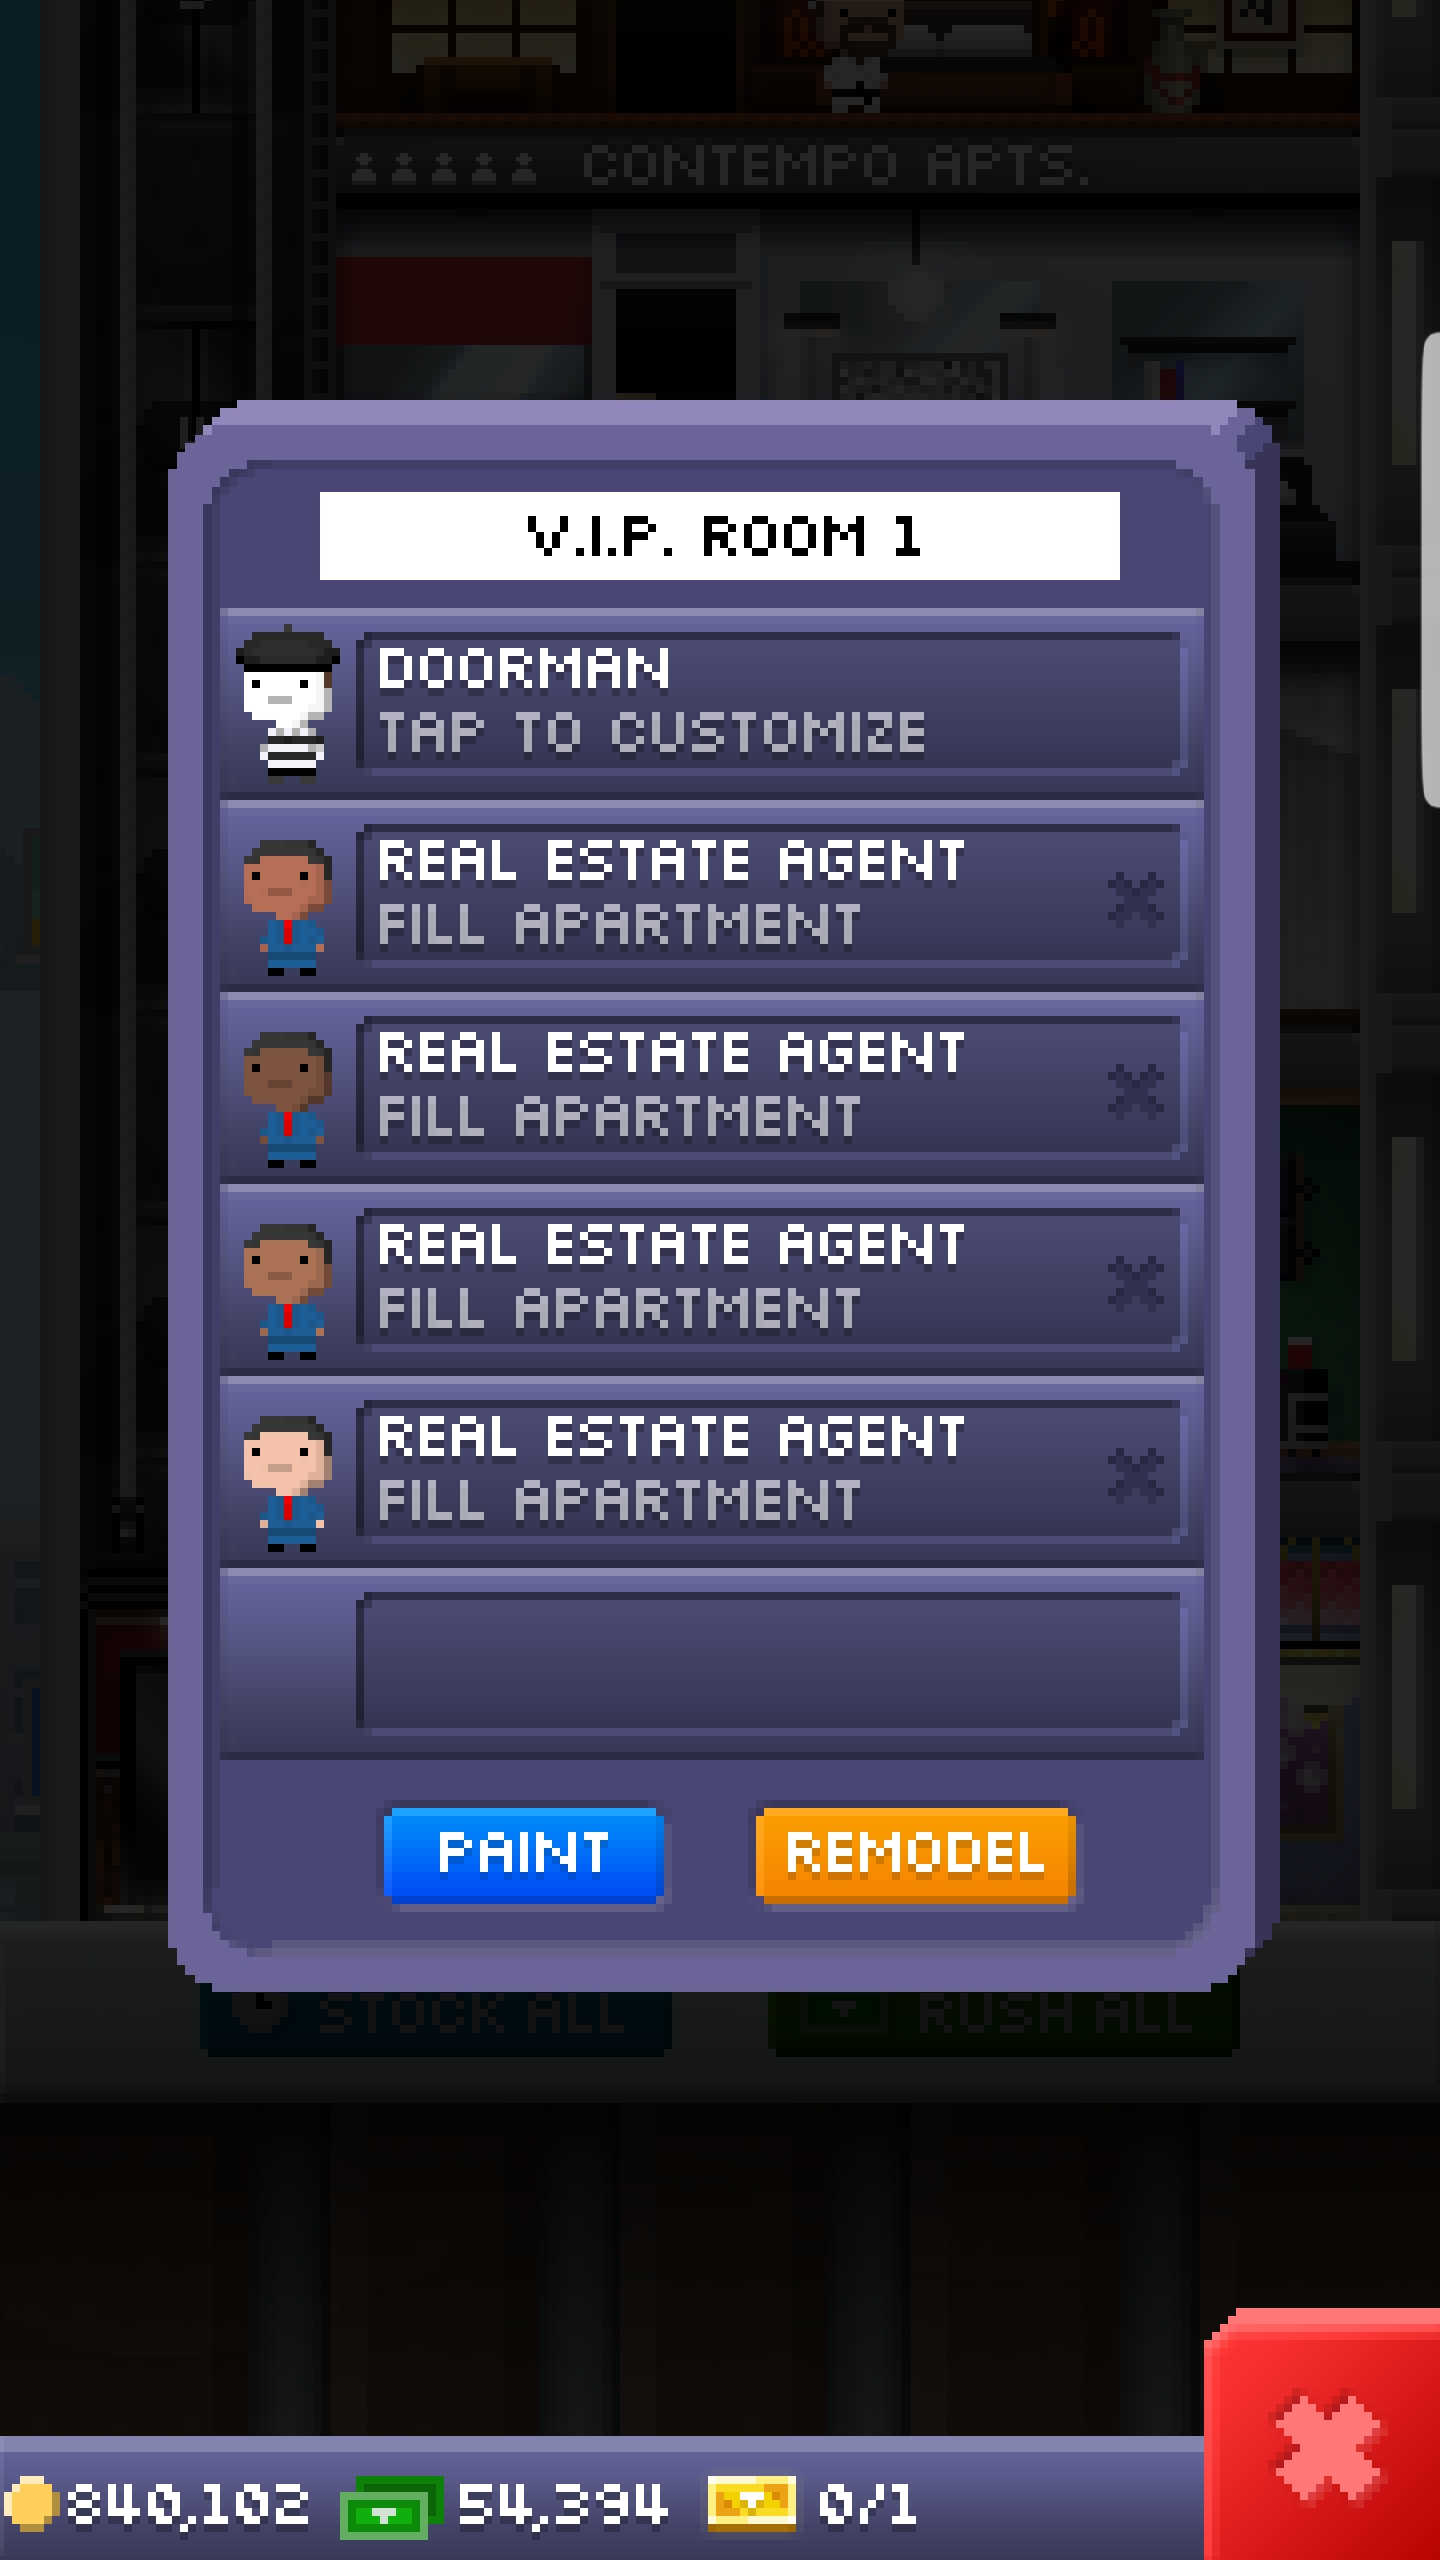 CONTEMPO APTS.
V.I.P. ROOM 1
DOORMAN
TAP TO CUSTOMIZE
REAL ESTATE AGENT
FILL APARTMENT
REAL ESTATE AGENT
FILL APARTMENT
REAL ESTATE AGENT
FILL APARTMENT
REAL ESTATE AGENT
FILL APARTMENT
PAINT
REMODEL
STOCK ALL
RUSH ALL
840,102
54,394
0/1